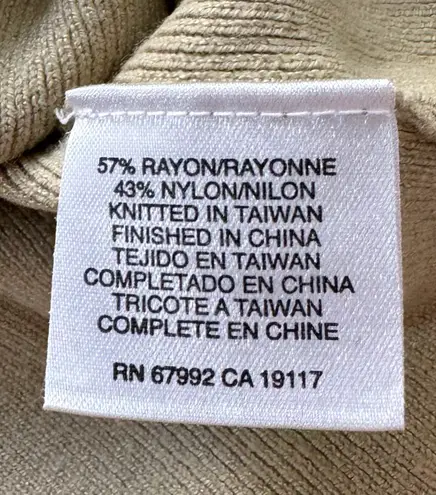 57% RAYON/RAYONNE
43% NYLON/NILON
KNITTED IN TAIWAN
FINISHED IN CHINA
TEJIDO EN TAIWAN
COMPLETADO EN CHINA
TRICOTE A TAIWAN
COMPLETE EN CHINE
RN 67992 CA 19117